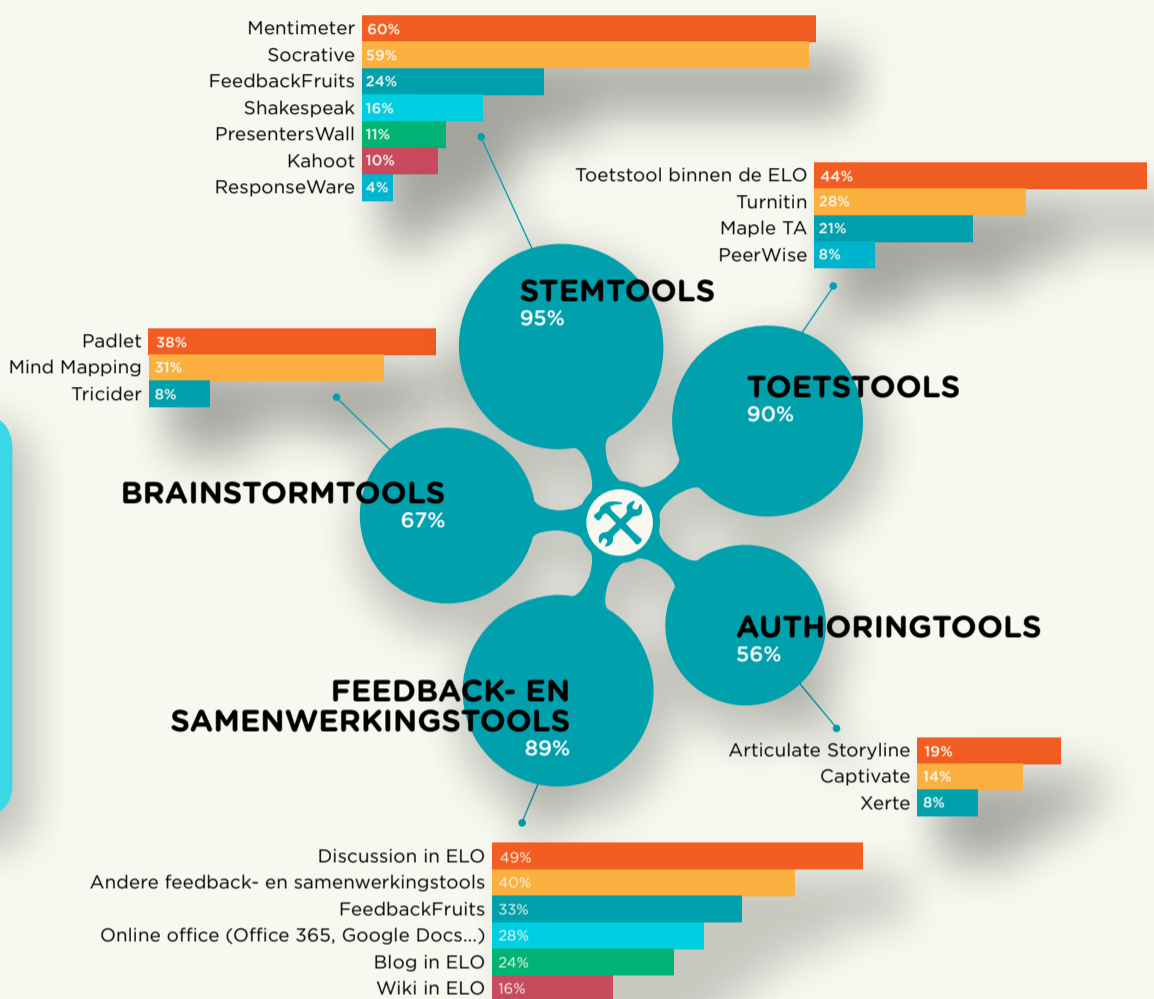 Mentimeter 60%
Socrative 59%
FeedbackFruits 24%
Shakespeak 16%
PresentersWall 11%
Kahoot 10%
ResponseWare 4%
Toetstool binnen de ELO 44%
Turnitin 28%
Maple TA 21%
PeerWise 8%
STEMTOOLS
95%
Padlet 38%
Mind Mapping 31%
Tricider 8%
TOETSTOOLS
90%
BRAINSTORMTOOLS
67%
AUTHORINGTOOLS
56%
FEEDBACK- EN
SAMENWERKINGSTOOLS
89%
Articulate Storyline 19%
Captivate 14%
Xerte 8%
Discussion in ELO 49%
Andere feedback- en samenwerkingstools 40%
FeedbackFruits 33%
Online office (Office 365, Google Docs...) 28%
Blog in ELO 24%
Wiki in ELO 16%